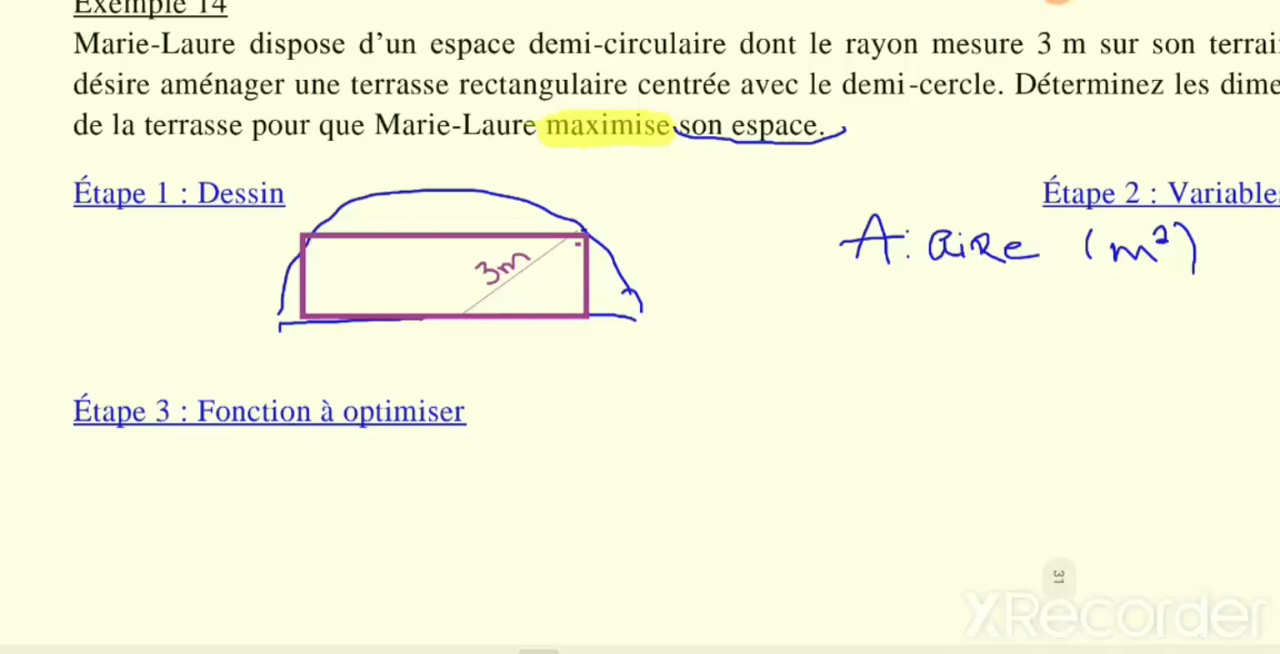 Exemple 14
Marie-Laure dispose d'un espace demi-circulaire dont le rayon mesure 3 m sur son terrai
désire aménager une terrasse rectangulaire centrée avec le demi-cercle. Déterminez les dime
de la terrasse pour que Marie-Laure maximise son espace.
Étape 1 : Dessin
Étape 2 : Variables
A: aire (m²)
3m
Étape 3 : Fonction à optimiser
31
XRecorder